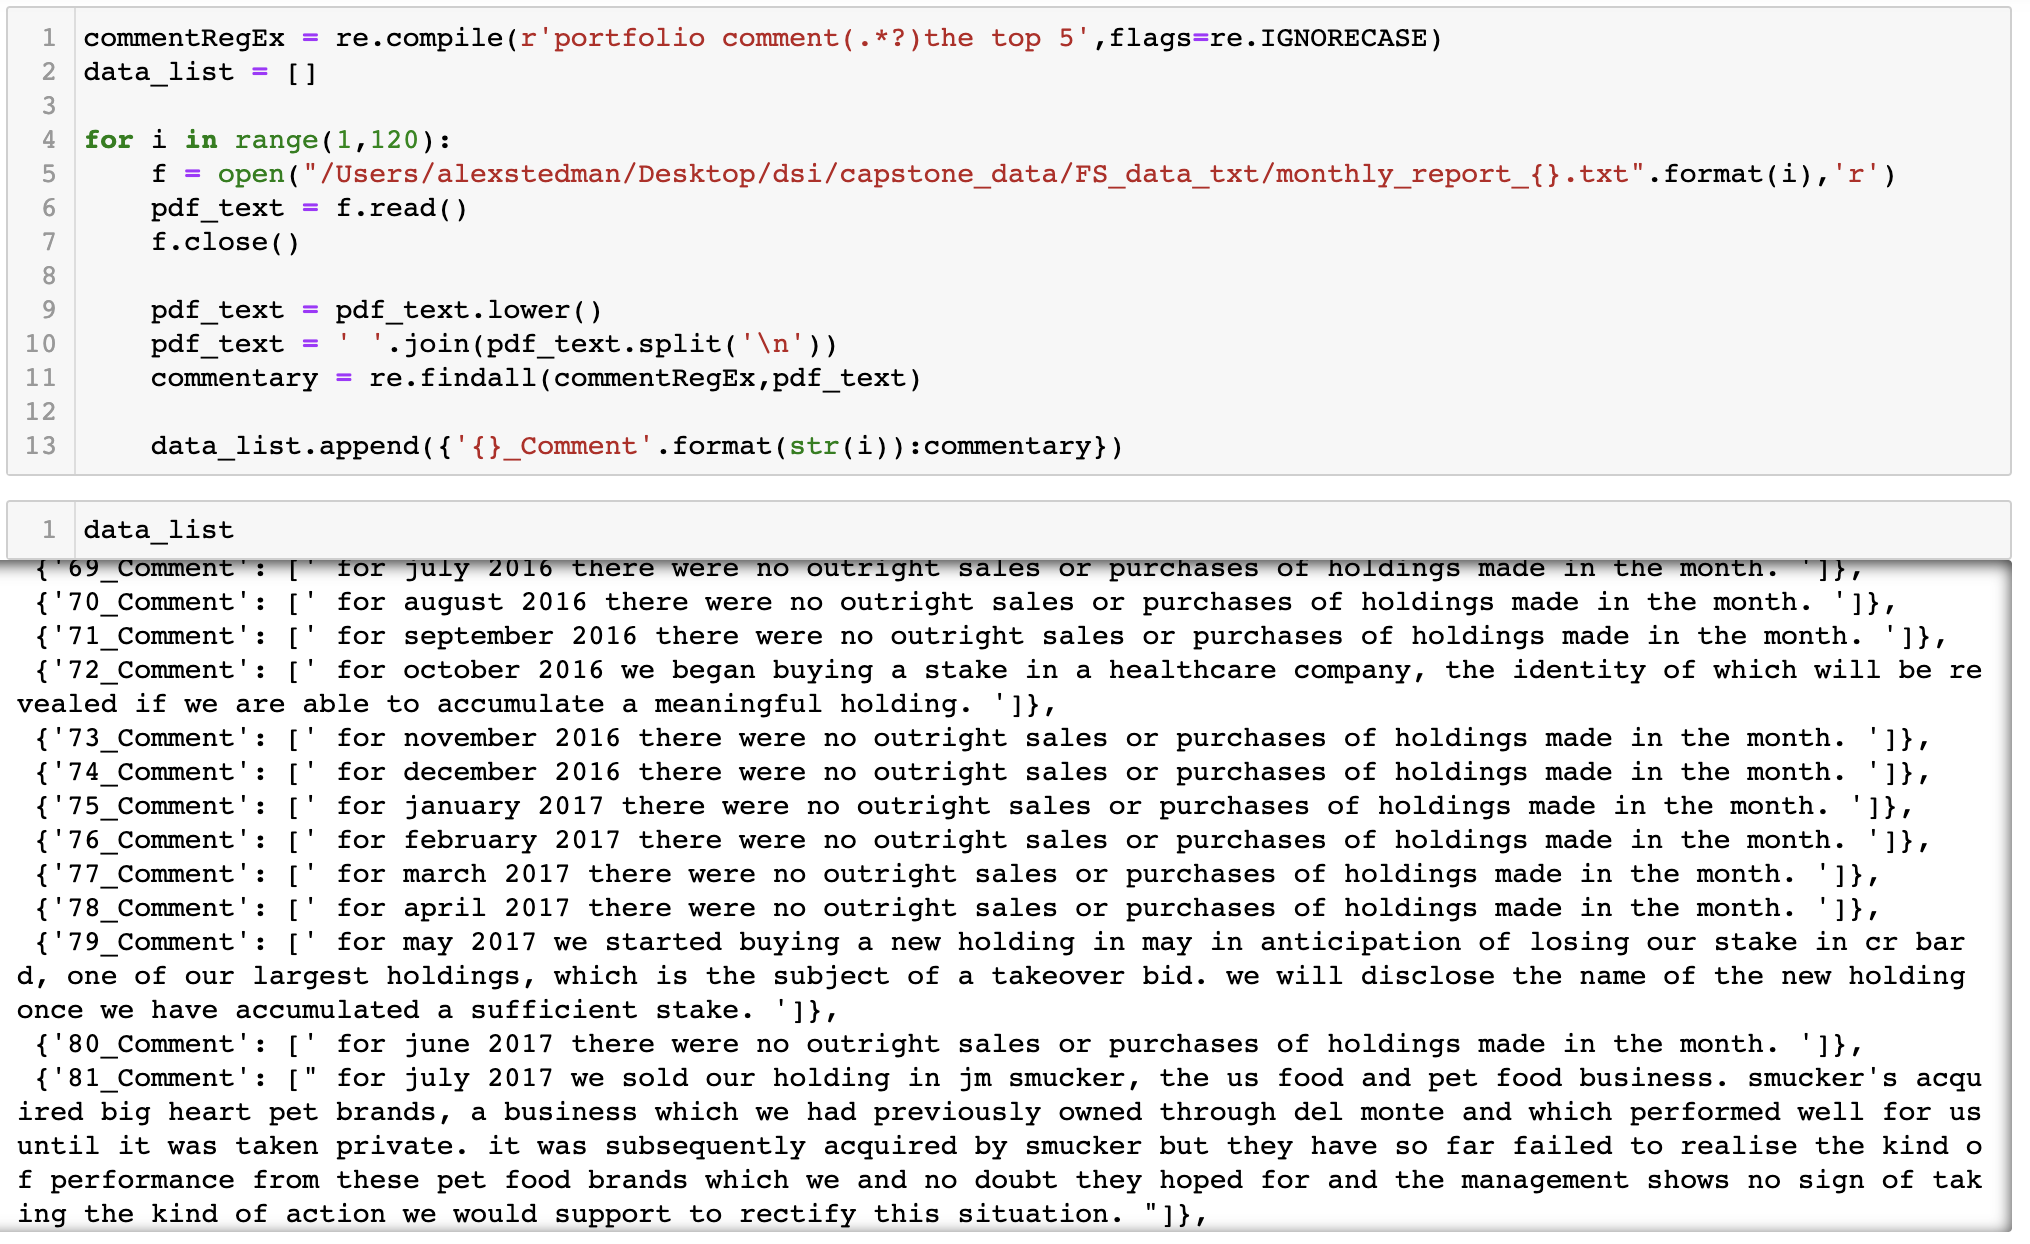 1 commentRegEx = re.compile(r'portfolio comment(.*?)the top 5',flags=re.IGNORECASE)
2 data_list = []
3
4 for i in range(1,120):
5     f = open("/Users/alexstedman/Desktop/dsi/capstone_data/FS_data_txt/monthly_report_{}.txt".format(i),'r')
6     pdf_text = f.read()
7     f.close()
8
9     pdf_text = pdf_text.lower()
10     pdf_text = ' '.join(pdf_text.split('\n'))
11     commentary = re.findall(commentRegEx,pdf_text)
12
13     data_list.append({'{}_Comment'.format(str(i)):commentary})
1 data_list
{'69_Comment': [' for july 2016 there were no outright sales or purchases of holdings made in the month. ']},
{'70_Comment': [' for august 2016 there were no outright sales or purchases of holdings made in the month. ']},
{'71_Comment': [' for september 2016 there were no outright sales or purchases of holdings made in the month. ']},
{'72_Comment': [' for october 2016 we began buying a stake in a healthcare company, the identity of which will be re
vealed if we are able to accumulate a meaningful holding. ']},
{'73_Comment': [' for november 2016 there were no outright sales or purchases of holdings made in the month. ']},
{'74_Comment': [' for december 2016 there were no outright sales or purchases of holdings made in the month. ']},
{'75_Comment': [' for january 2017 there were no outright sales or purchases of holdings made in the month. ']},
{'76_Comment': [' for february 2017 there were no outright sales or purchases of holdings made in the month. ']},
{'77_Comment': [' for march 2017 there were no outright sales or purchases of holdings made in the month. ']},
{'78_Comment': [' for april 2017 there were no outright sales or purchases of holdings made in the month. ']},
{'79_Comment': [' for may 2017 we started buying a new holding in may in anticipation of losing our stake in cr bar
d, one of our largest holdings, which is the subject of a takeover bid. we will disclose the name of the new holding
once we have accumulated a sufficient stake. ']},
{'80_Comment': [' for june 2017 there were no outright sales or purchases of holdings made in the month. ']},
{'81_Comment': [" for july 2017 we sold our holding in jm smucker, the us food and pet food business. smucker's acqu
ired big heart pet brands, a business which we had previously owned through del monte and which performed well for us
until it was taken private. it was subsequently acquired by smucker but they have so far failed to realise the kind o
f performance from these pet food brands which we and no doubt they hoped for and the management shows no sign of tak
ing the kind of action we would support to rectify this situation. "]},